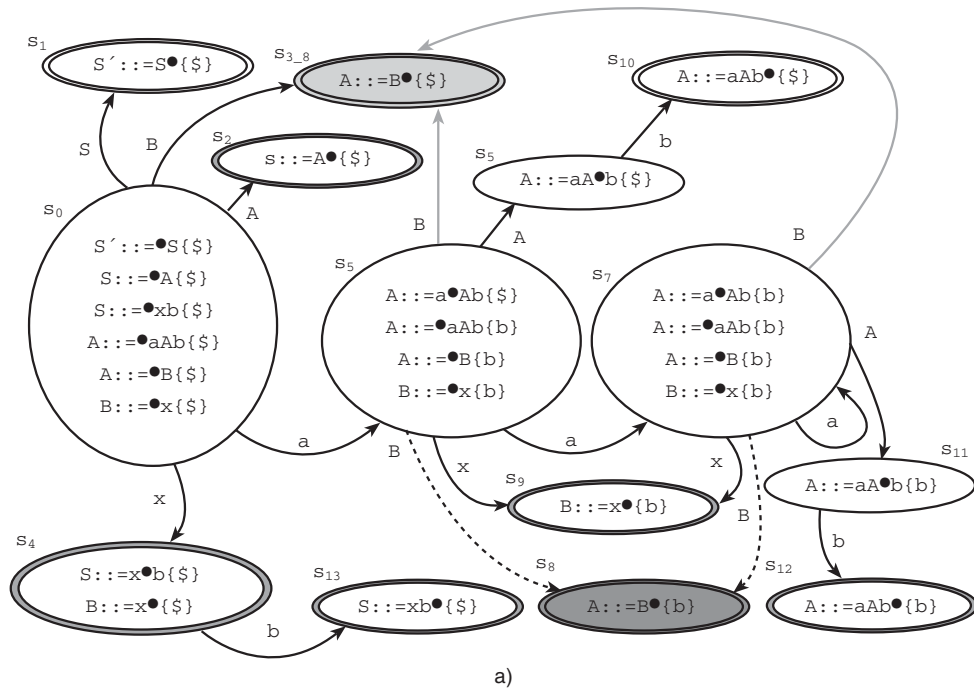 s1
S´::=S●{$}
s3_8
A::=B●{$}
s10
A::=aAb●{$}
S
B
s2
s::=A●{$}
A
b
s5
A::=aA●b{$}
s0
S´::=●S{$}
S::=●A{$}
S::=●xb{$}
A::=●aAb{$}
A::=●B{$}
B::=●x{$}
B
A
B
s5
A::=a●Ab{$}
A::=●aAb{b}
A::=●B{b}
B::=●x{b}
s7
A::=a●Ab{b}
A::=●aAb{b}
A::=●B{b}
B::=●x{b}
A
a
B
a
a
x
x
s9
B::=x●{b}
B
s11
A::=aA●b{b}
x
s4
S::=x●b{$}
B::=x●{$}
b
s13
S::=xb●{$}
s8
A::=B●{b}
b
s12
A::=aAb●{b}
a)